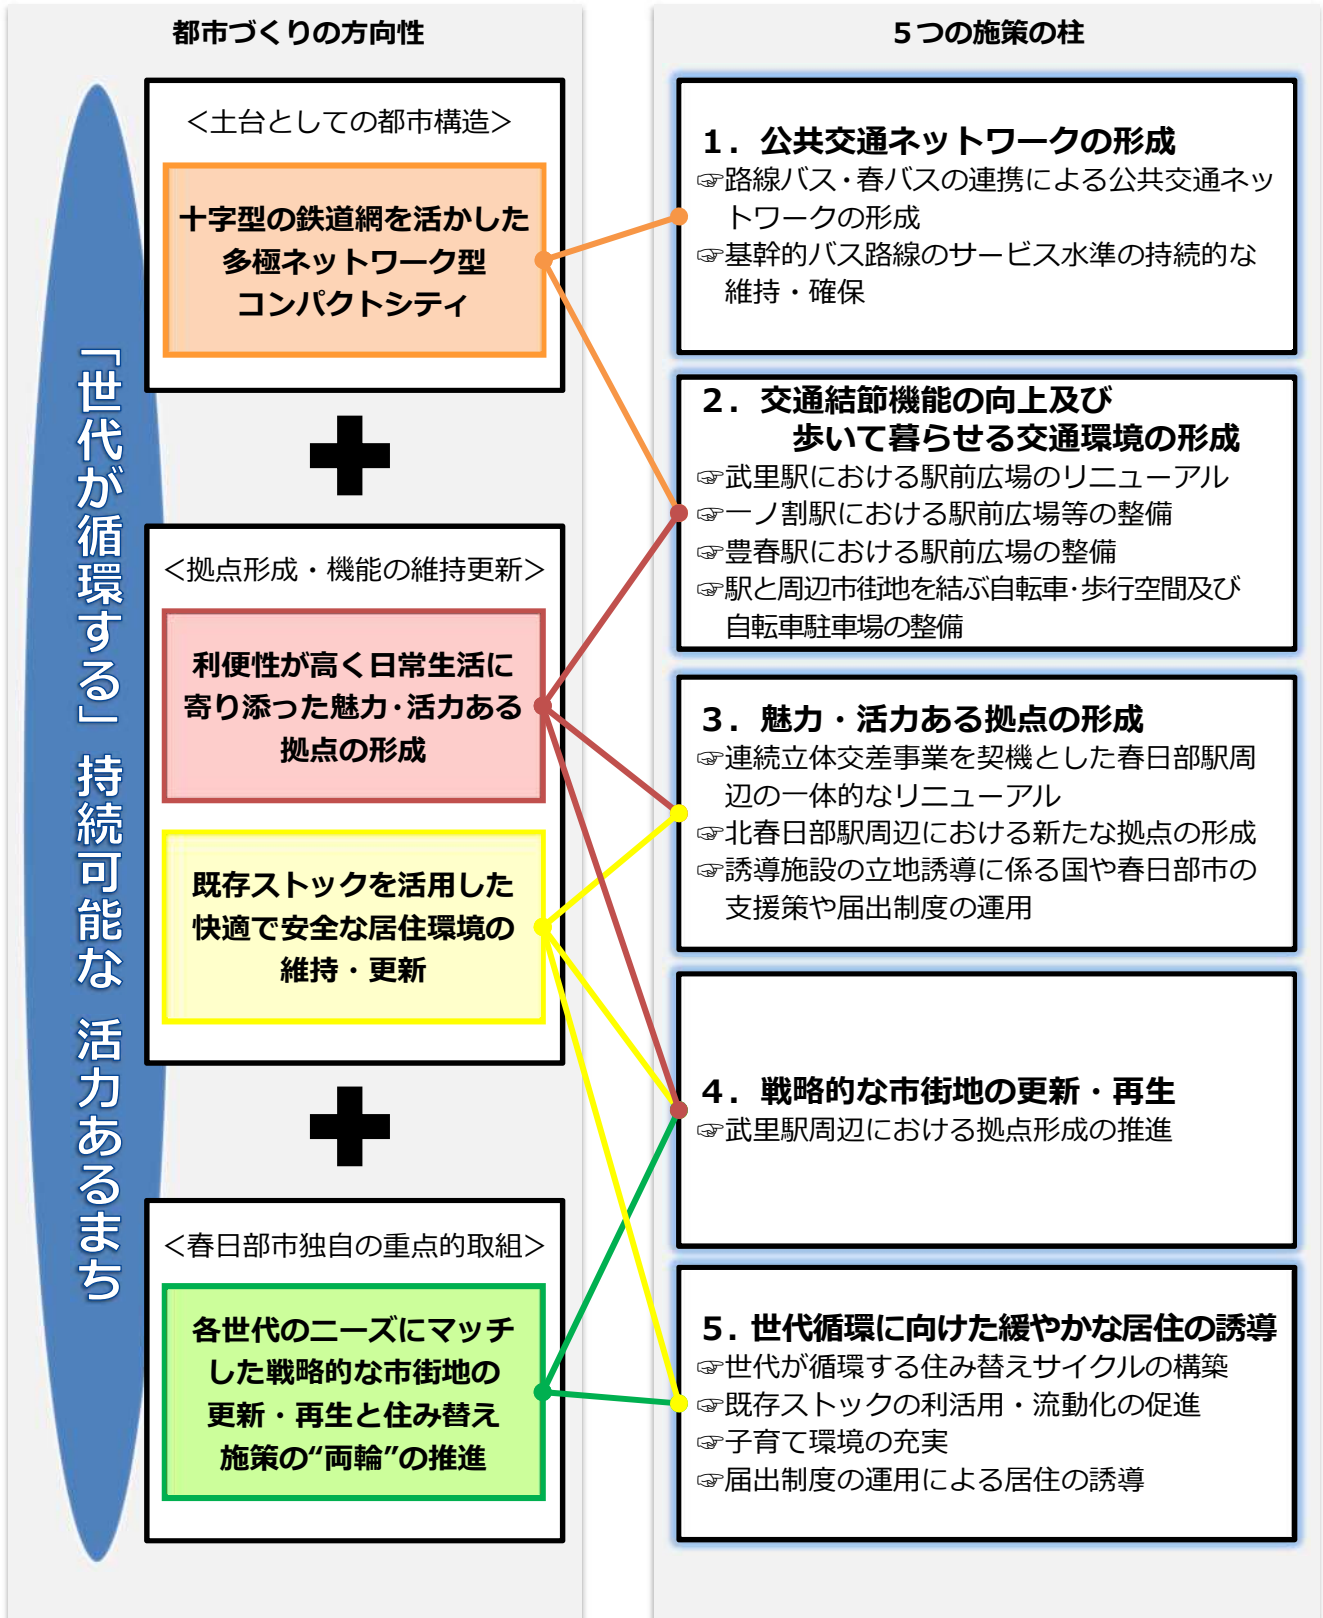 都市づくりの方向性
「世代が循環する」持続可能な 活力あるまち
＜土台としての都市構造＞
十字型の鉄道網を活かした
多極ネットワーク型
コンパクトシティ
＜拠点形成・機能の維持更新＞
利便性が高く日常生活に
寄り添った魅力・活力ある
拠点の形成
既存ストックを活用した
快適で安全な居住環境の
維持・更新
＜春日部市独自の重点的取組＞
各世代のニーズにマッチ
した戦略的な市街地の
更新・再生と住み替え
施策の“両輪”の推進
５つの施策の柱
１．公共交通ネットワークの形成
☞路線バス・春バスの連携による公共交通ネッ
トワークの形成
☞基幹的バス路線のサービス水準の持続的な
維持・確保
２．交通結節機能の向上及び
歩いて暮らせる交通環境の形成
☞武里駅における駅前広場のリニューアル
☞一ノ割駅における駅前広場等の整備
☞豊春駅における駅前広場の整備
☞駅と周辺市街地を結ぶ自転車・歩行空間及び
自転車駐車場の整備
３．魅力・活力ある拠点の形成
☞連続立体交差事業を契機とした春日部駅周
辺の一体的なリニューアル
☞北春日部駅周辺における新たな拠点の形成
☞誘導施設の立地誘導に係る国や春日部市の
支援策や届出制度の運用
４．戦略的な市街地の更新・再生
☞武里駅周辺における拠点形成の推進
５．世代循環に向けた緩やかな居住の誘導
☞世代が循環する住み替えサイクルの構築
☞既存ストックの利活用・流動化の促進
☞子育て環境の充実
☞届出制度の運用による居住の誘導